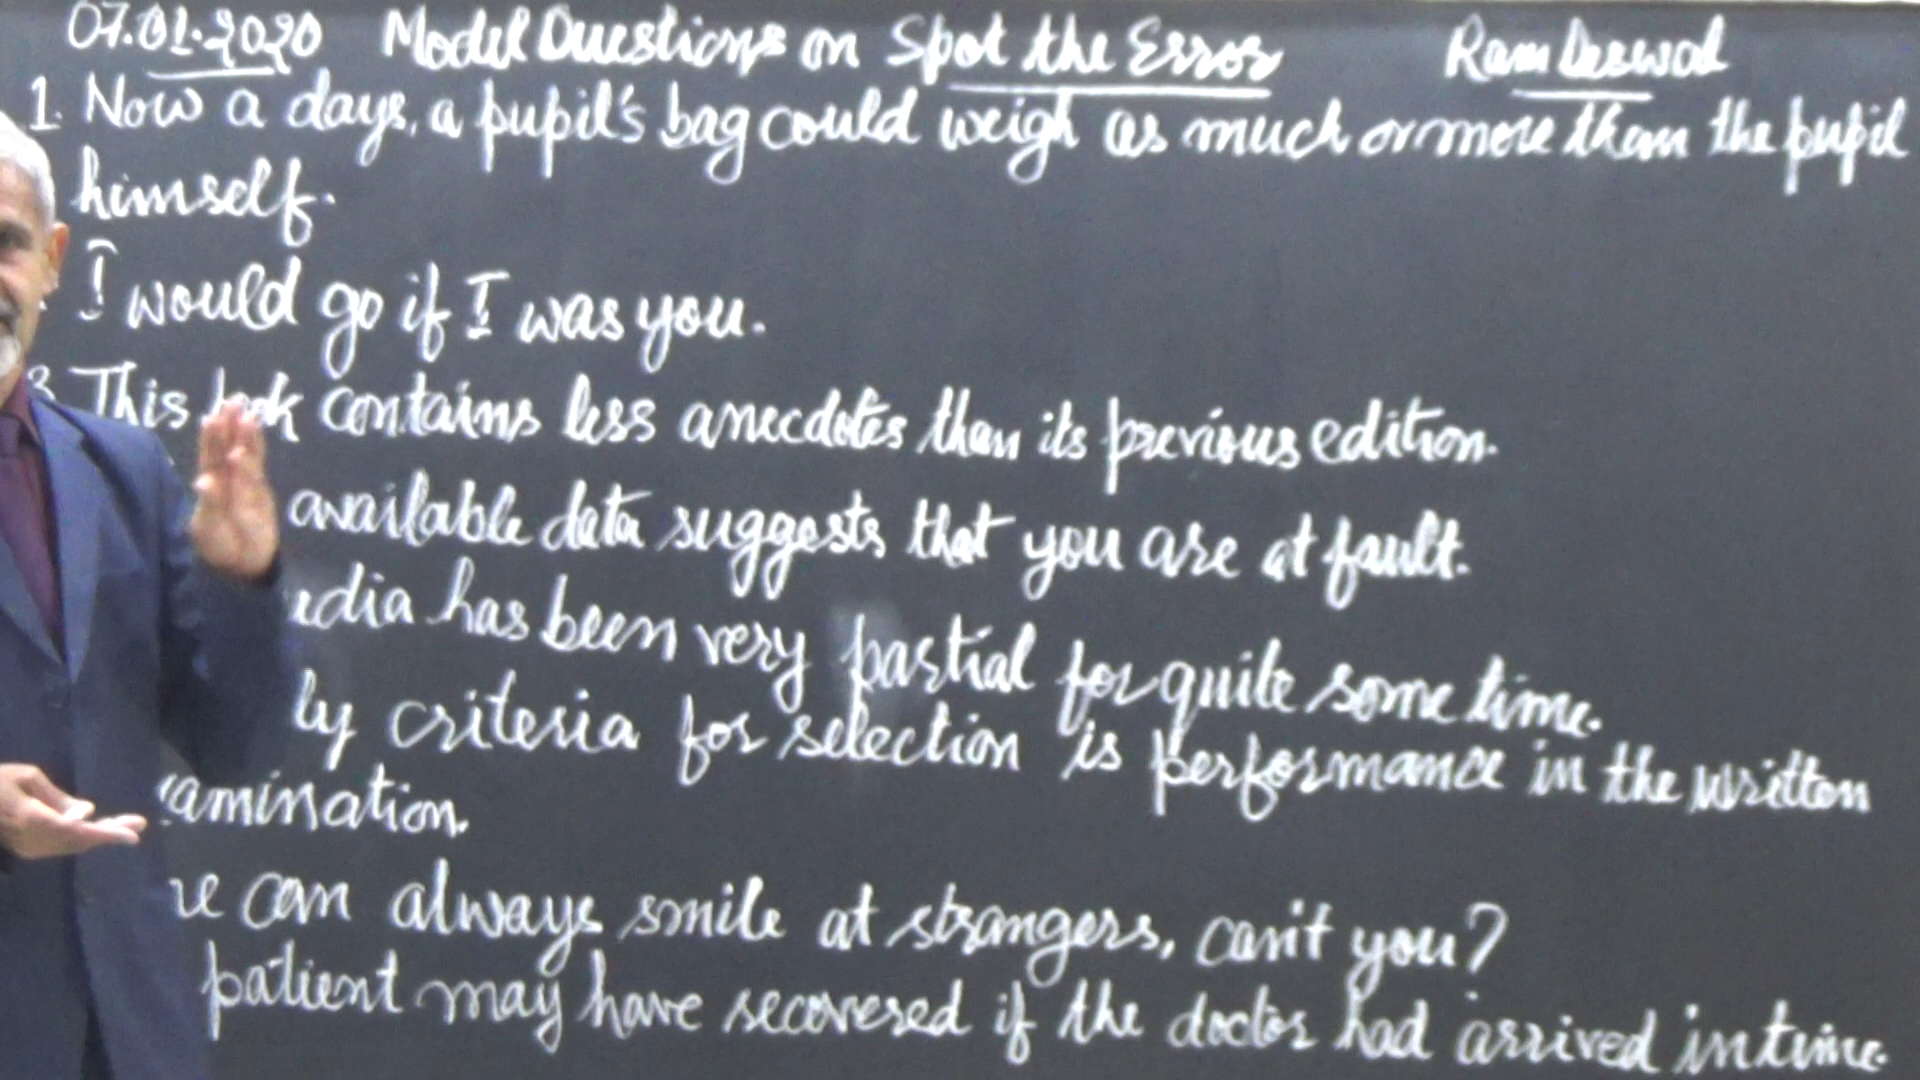 07.01.2020 Model Questions on Spot the Error Ram Deswal
1. Now a days, a pupil's bag could weigh as much or more than the pupil
himself.
I would go if I was you.
3 This book contains less anecdotes than its previous edition.
available data suggests that you are at fault.
edia has been very partial for quite some time.
ly criteria for selection is performance in the written
amination.
can always smile at strangers, can't you?
patient may have recovered if the doctor had arrived in time.